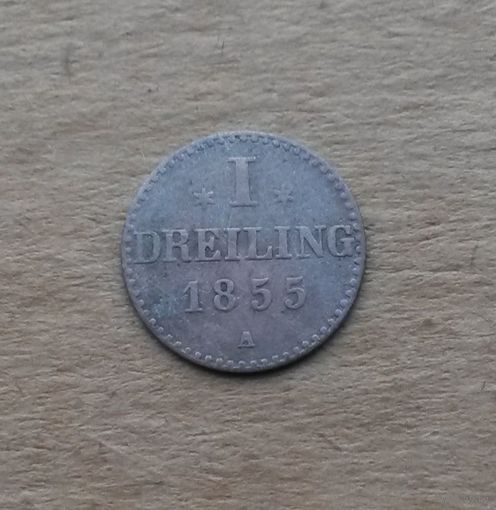 * I *
DREILING
1855
A